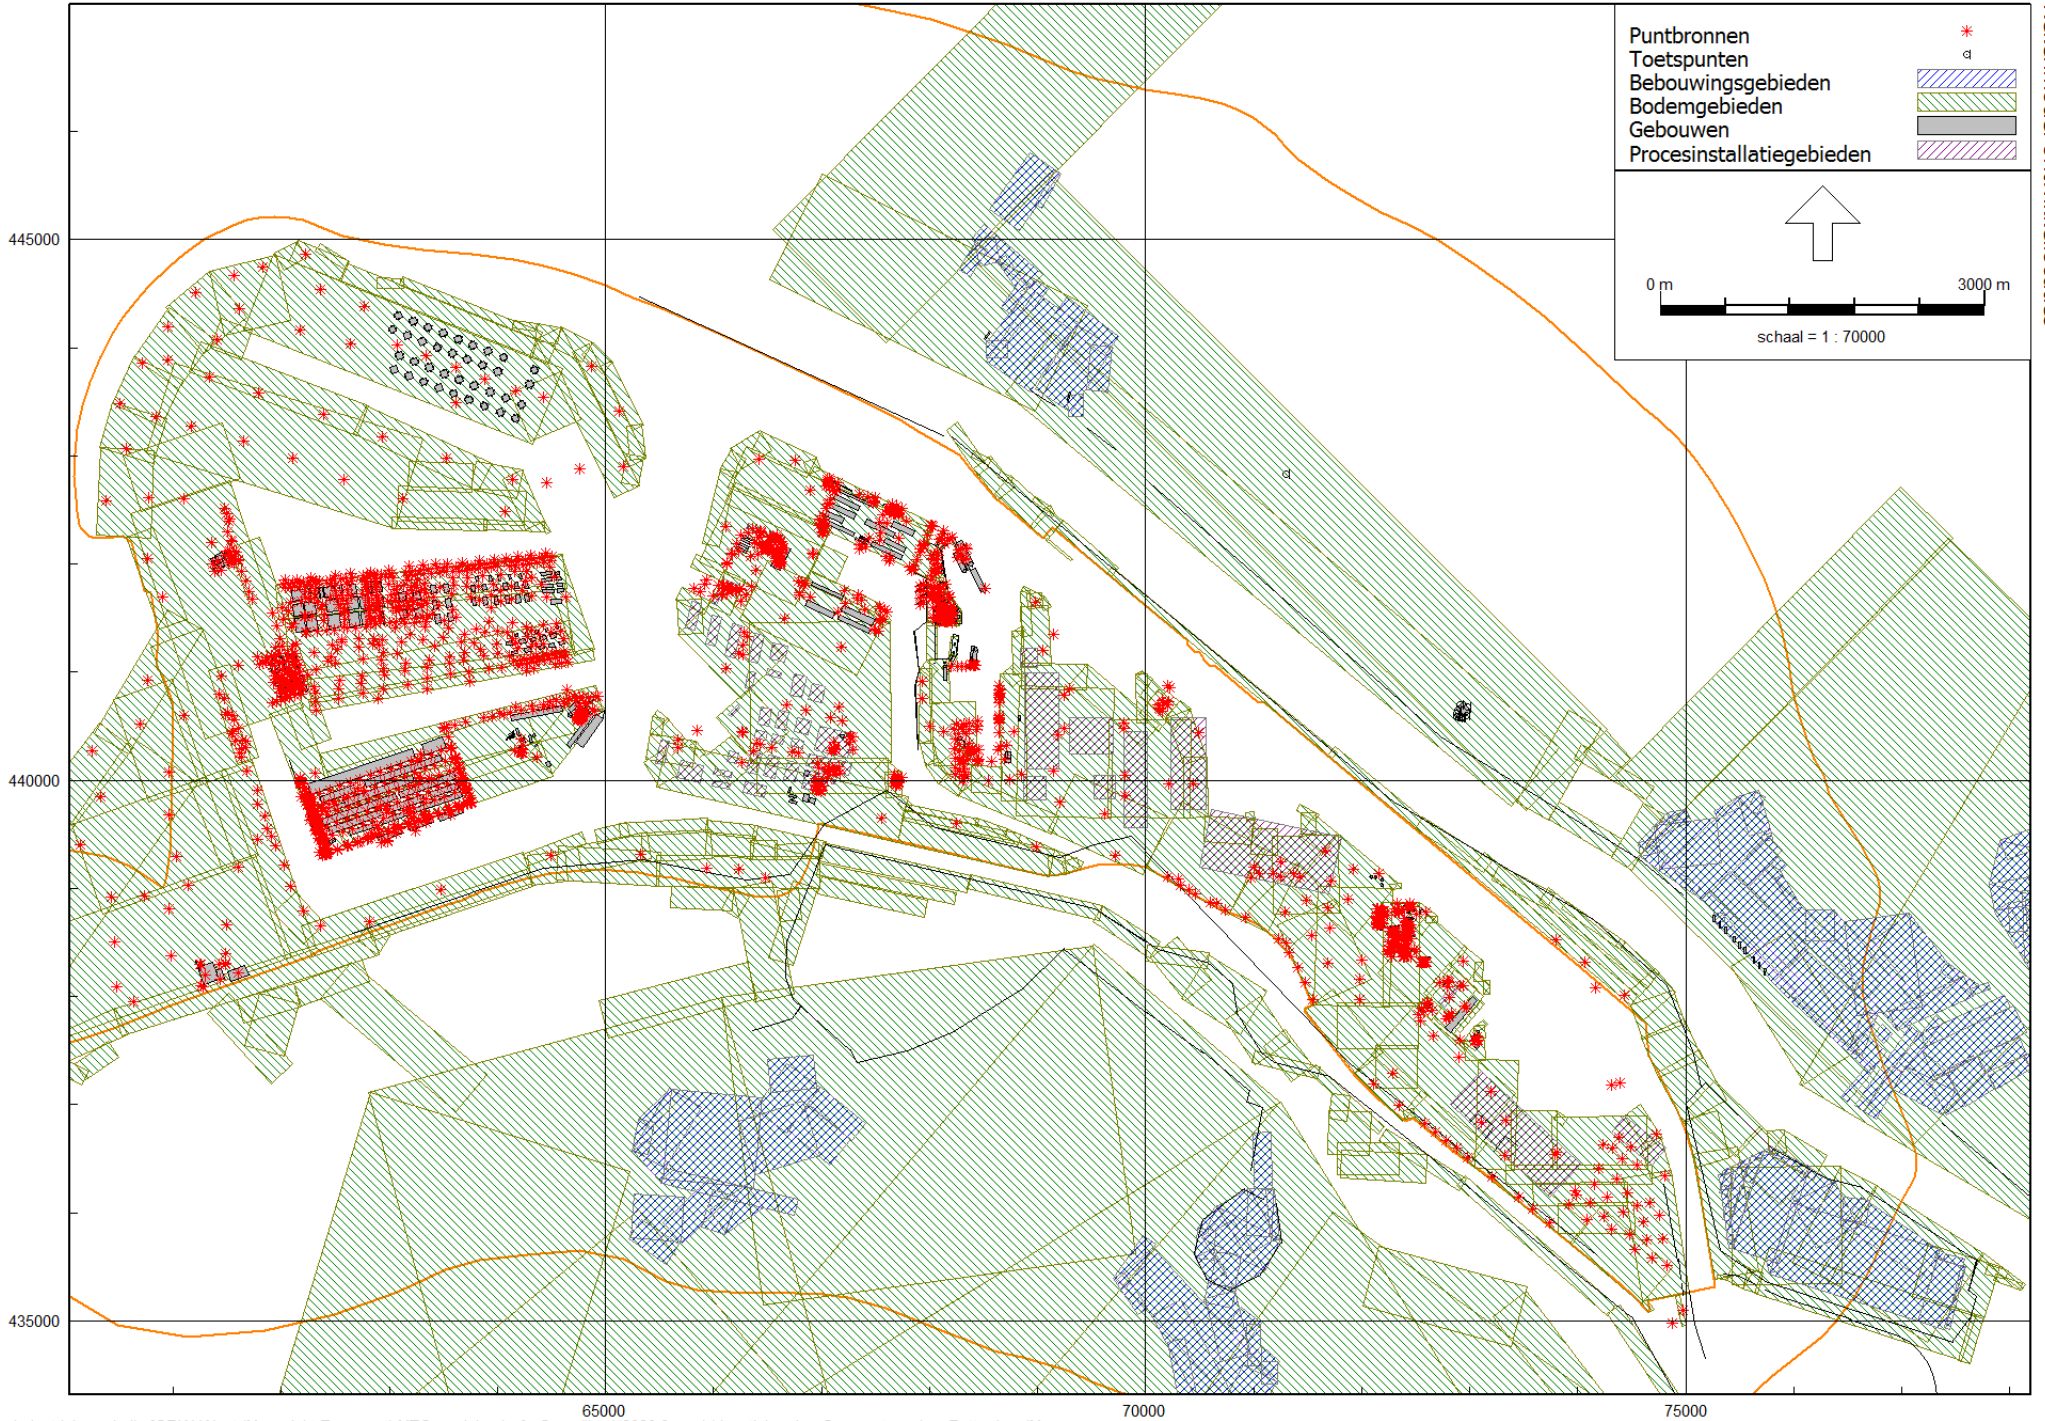 Puntbronnen
Toetspunten
Bebouwingsgebieden
Bodemgebieden
Gebouwen
Procesinstallatiegebieden
0 m 3000 m
schaal = 1 : 70000
445000
440000
435000
65000 70000 75000